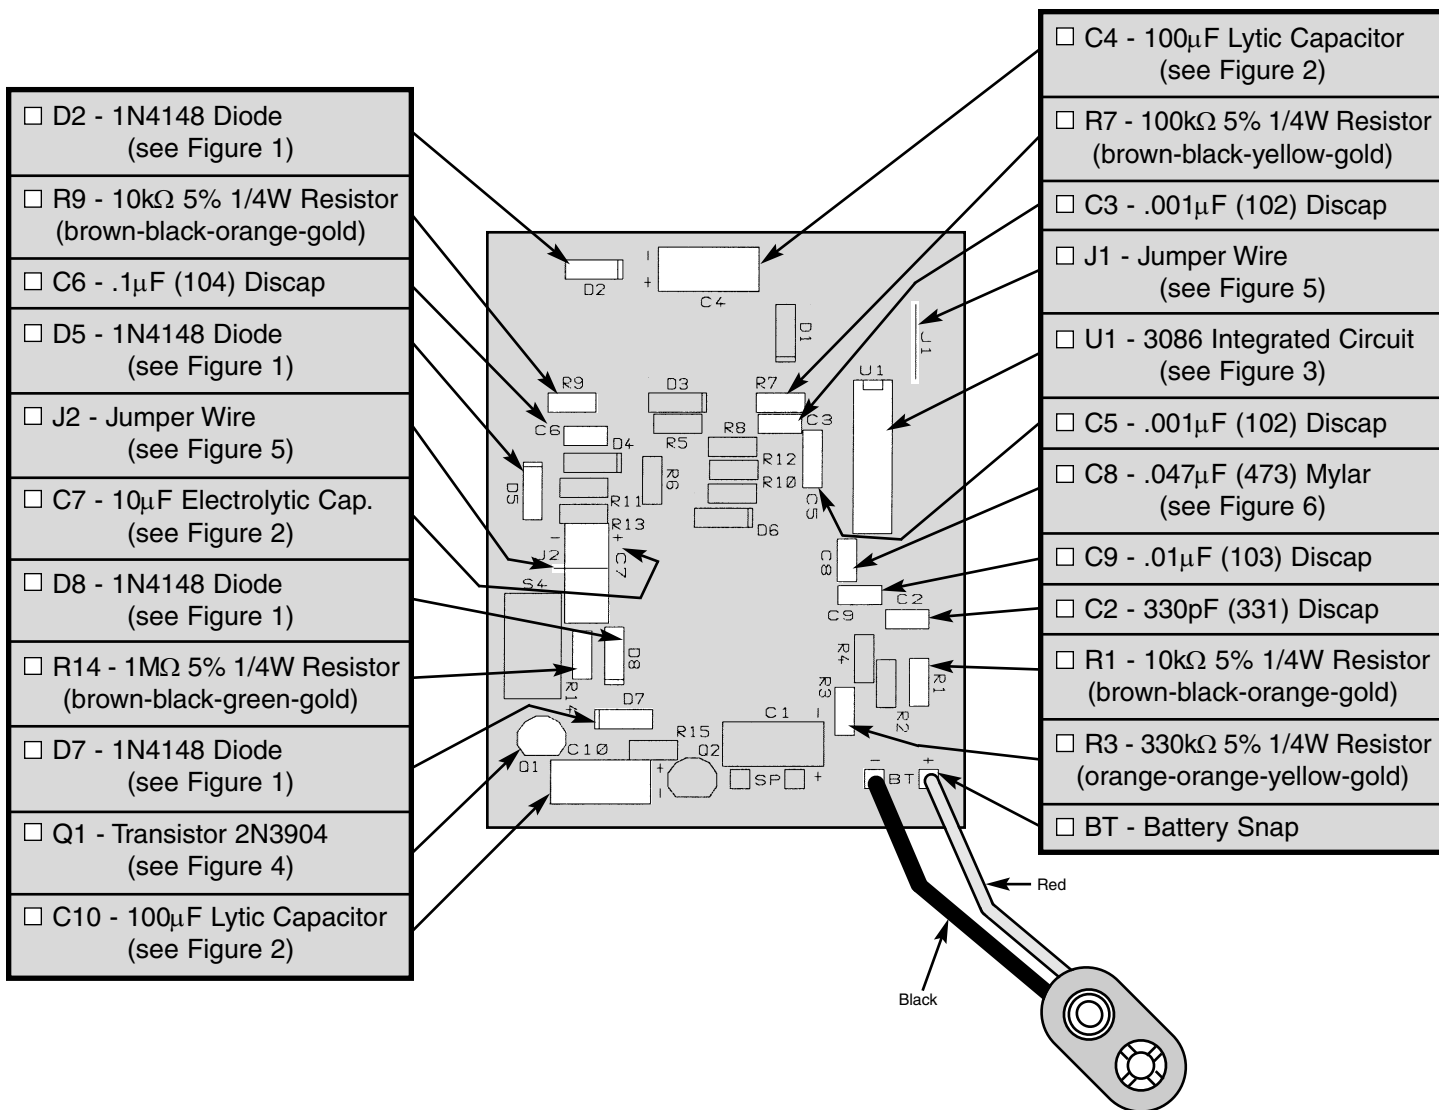 ☐ D2 - 1N4148 Diode
(see Figure 1)
☐ R9 - 10kΩ 5% 1/4W Resistor
(brown-black-orange-gold)
☐ C6 - .1μF (104) Discap
☐ D5 - 1N4148 Diode
(see Figure 1)
☐ J2 - Jumper Wire
(see Figure 5)
☐ C7 - 10μF Electrolytic Cap.
(see Figure 2)
☐ D8 - 1N4148 Diode
(see Figure 1)
☐ R14 - 1MΩ 5% 1/4W Resistor
(brown-black-green-gold)
☐ D7 - 1N4148 Diode
(see Figure 1)
☐ Q1 - Transistor 2N3904
(see Figure 4)
☐ C10 - 100μF Lytic Capacitor
(see Figure 2)
D2
-
+
C4
D1
J1
U1
R9
D3
R7
C6
R5
R8
C3
D4
R12
R6
R10
D5
R11
C5
R13
D6
-
+
J2
C7
C8
S4
C9
C2
R4
D8
R3
R1
R14
D7
R2
C1
-
R15
C10
Q2
Q1
+
-
SP
+
-
BT
+
☐ C4 - 100μF Lytic Capacitor
(see Figure 2)
☐ R7 - 100kΩ 5% 1/4W Resistor
(brown-black-yellow-gold)
☐ C3 - .001μF (102) Discap
☐ J1 - Jumper Wire
(see Figure 5)
☐ U1 - 3086 Integrated Circuit
(see Figure 3)
☐ C5 - .001μF (102) Discap
☐ C8 - .047μF (473) Mylar
(see Figure 6)
☐ C9 - .01μF (103) Discap
☐ C2 - 330pF (331) Discap
☐ R1 - 10kΩ 5% 1/4W Resistor
(brown-black-orange-gold)
☐ R3 - 330kΩ 5% 1/4W Resistor
(orange-orange-yellow-gold)
☐ BT - Battery Snap
Red
Black